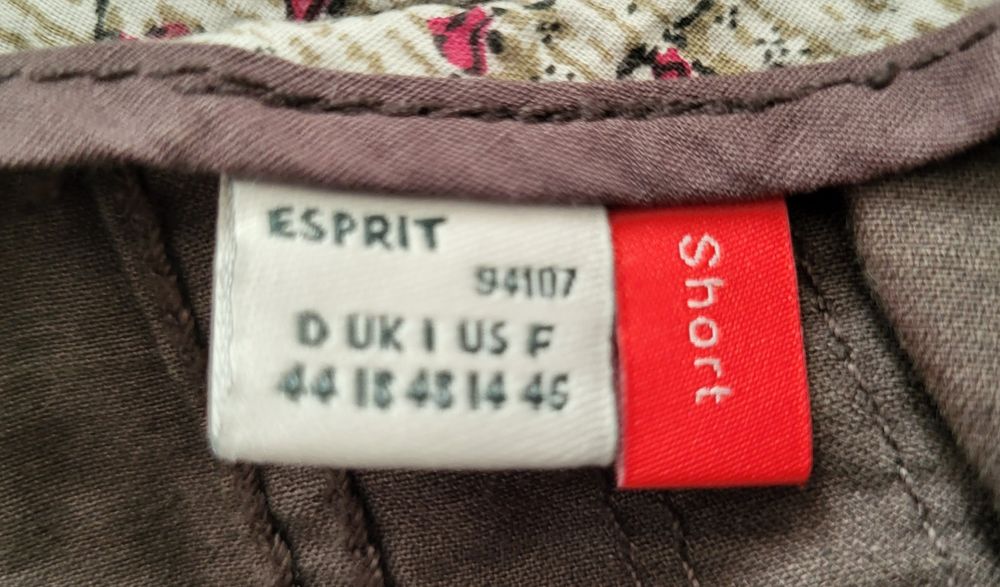 ESPRIT
94107
D UK I US F
44 18 48 14 46
Short